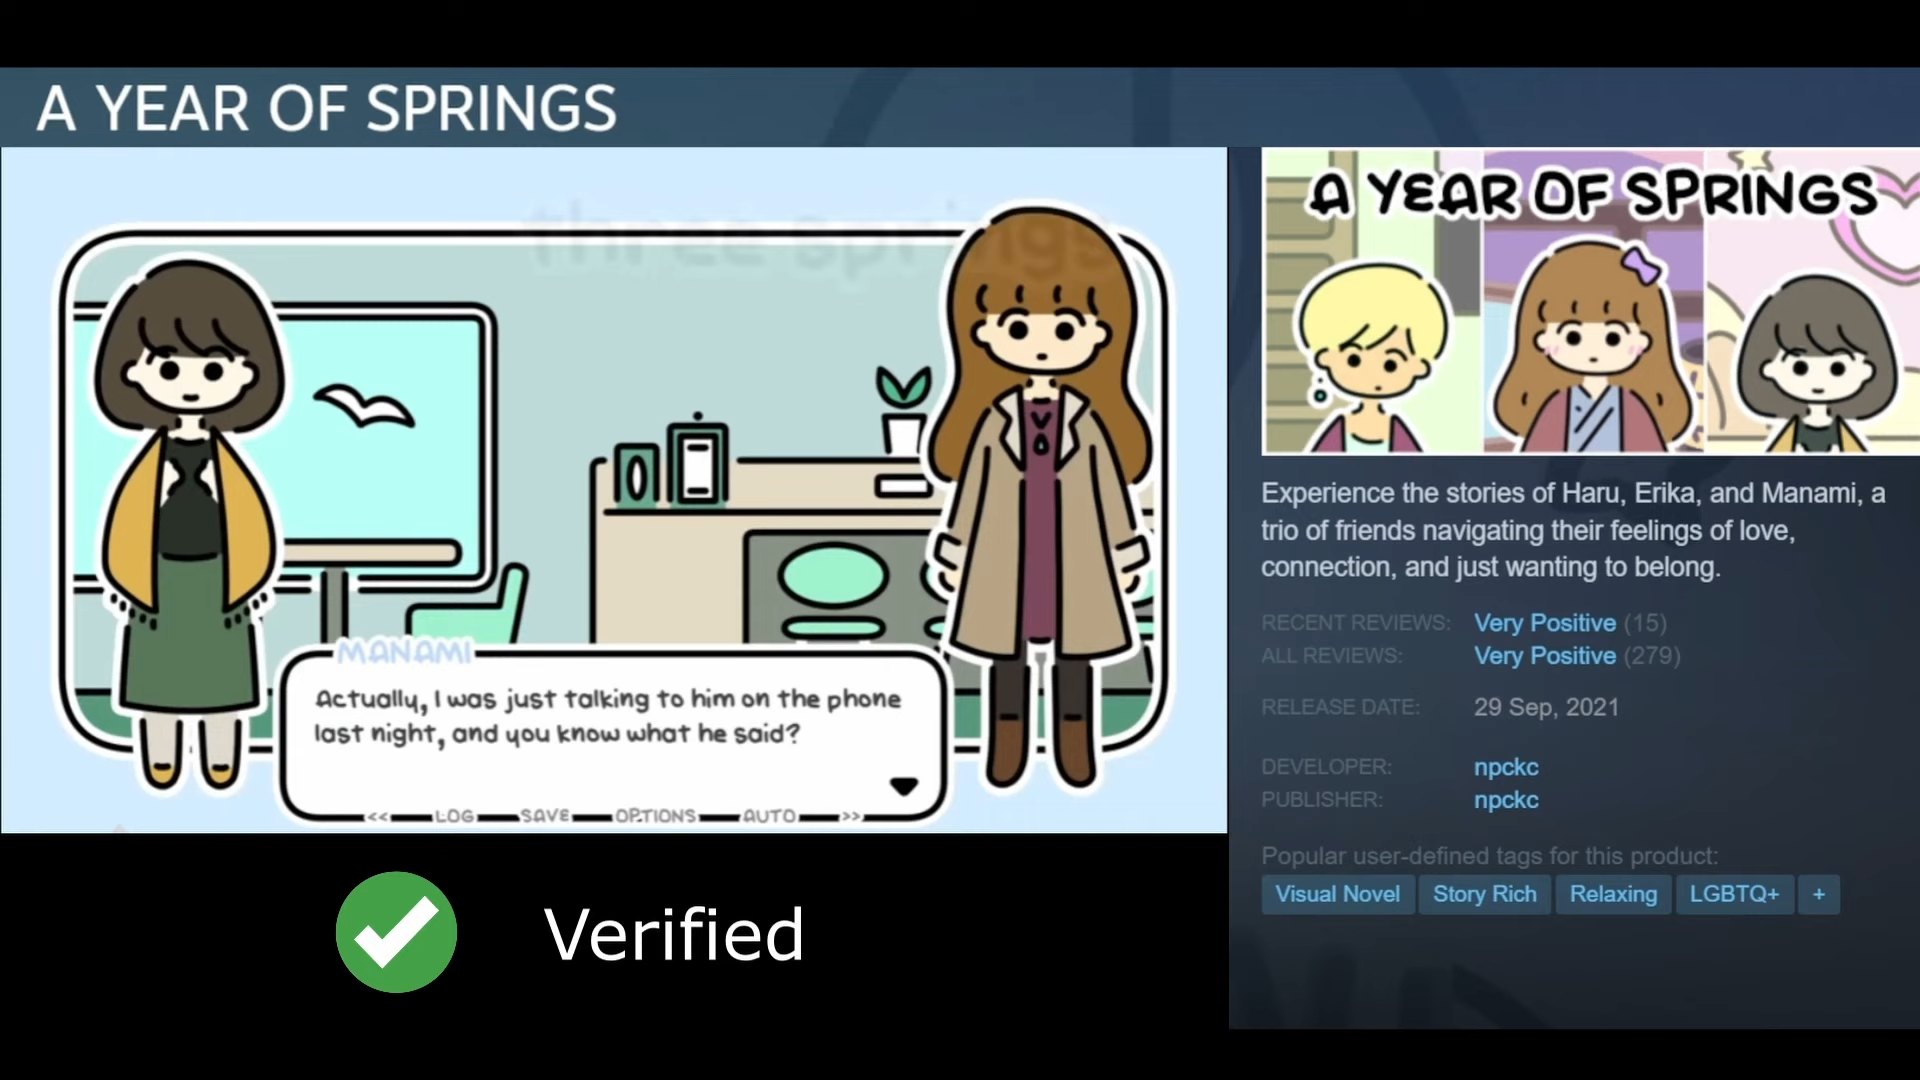 A YEAR OF SPRINGS
three springs
MANAMI
Actually, I was just talking to him on the phone
last night, and you know what he said?
<< LOG SAVE OPTIONS AUTO >>
Verified
A YEAR OF SPRINGS
Experience the stories of Haru, Erika, and Manami, a
trio of friends navigating their feelings of love,
connection, and just wanting to belong.
RECENT REVIEWS: Very Positive (15)
ALL REVIEWS: Very Positive (279)
RELEASE DATE: 29 Sep, 2021
DEVELOPER: npckc
PUBLISHER: npckc
Popular user-defined tags for this product:
Visual Novel Story Rich Relaxing LGBTQ+ +